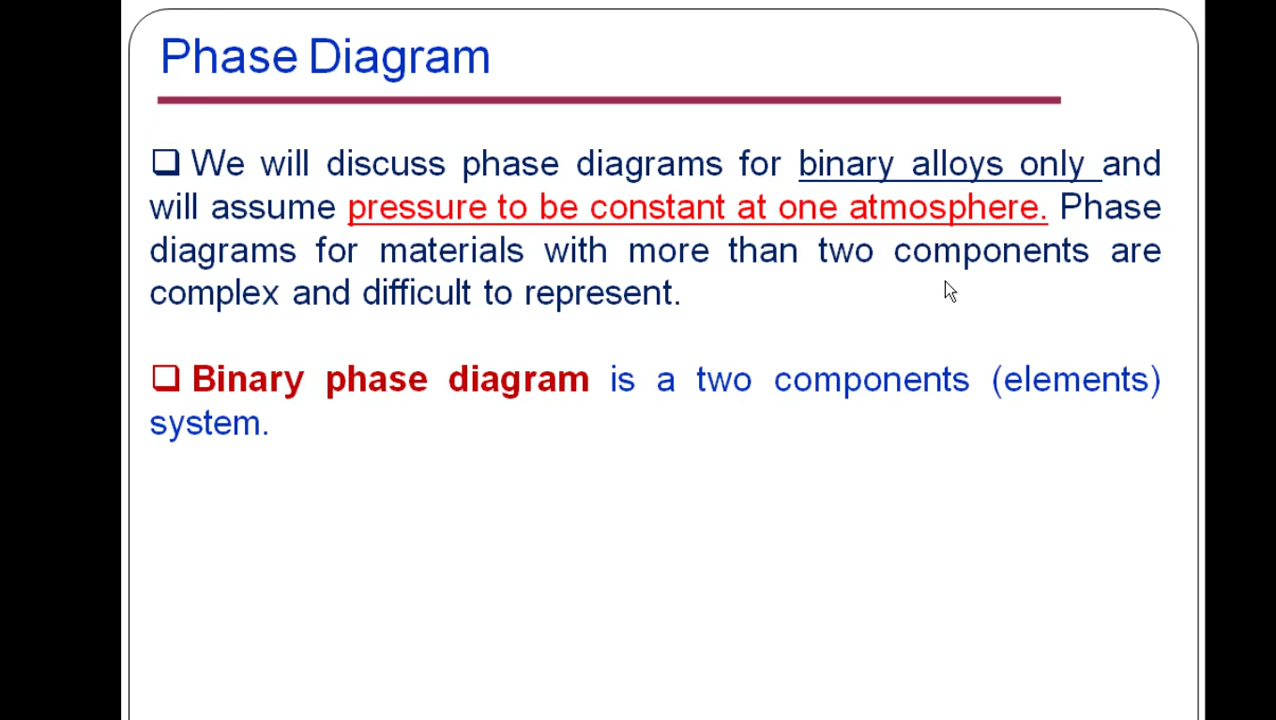 Phase Diagram
❑ We will discuss phase diagrams for binary alloys only and
will assume pressure to be constant at one atmosphere. Phase
diagrams for materials with more than two components are
complex and difficult to represent.
❑ Binary phase diagram is a two components (elements)
system.